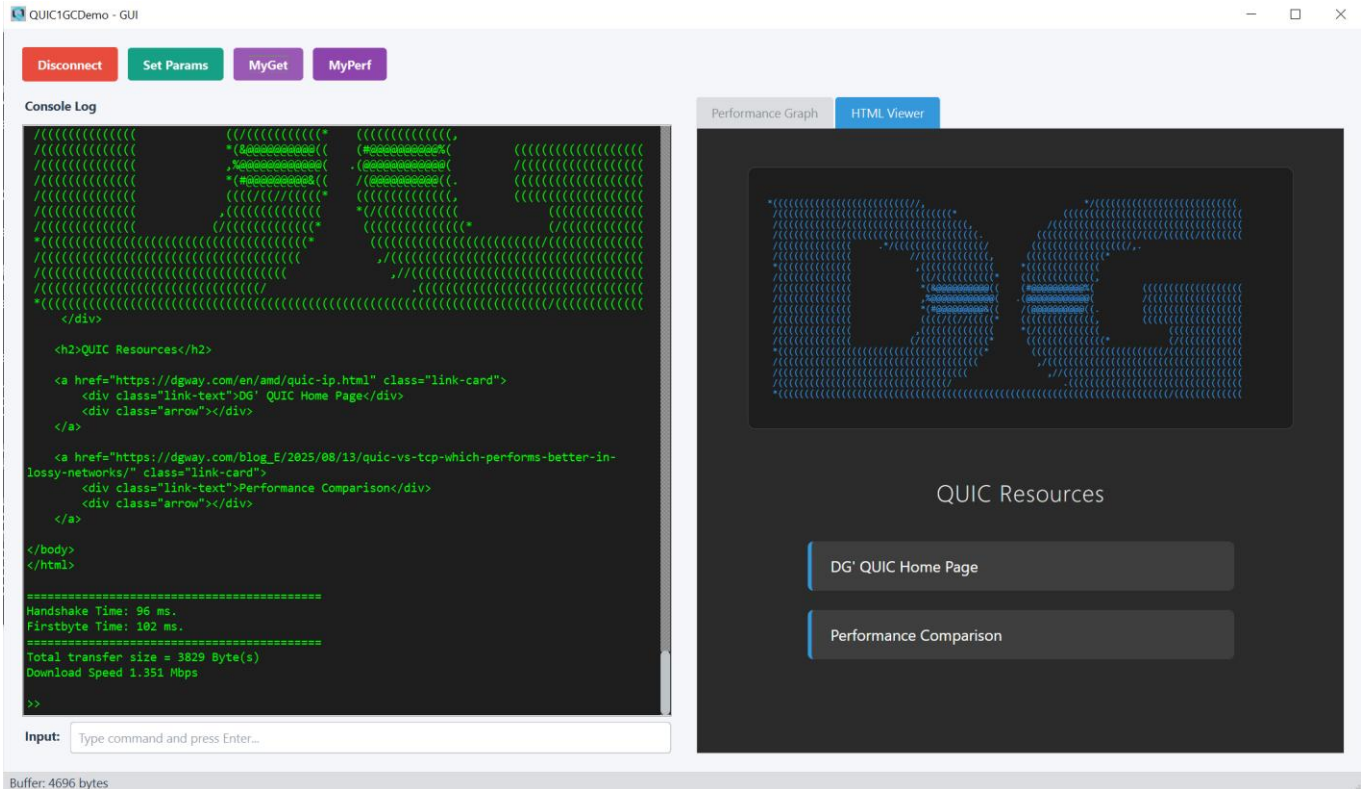 QUIC1GCDemo - GUI
Disconnect
Set Params
MyGet
MyPerf
Console Log
</div>
<h2>QUIC Resources</h2>
<a href="https://dgway.com/en/amd/quic-ip.html" class="link-card">
<div class="link-text">DG' QUIC Home Page</div>
<div class="arrow"></div>
</a>
<a href="https://dgway.com/blog_E/2025/08/13/quic-vs-tcp-which-performs-better-in-
lossy-networks/" class="link-card">
<div class="link-text">Performance Comparison</div>
<div class="arrow"></div>
</a>
</body>
</html>
===========================================
Handshake Time: 96 ms.
Firstbyte Time: 102 ms.
===========================================
Total transfer size = 3829 Byte(s)
Download Speed 1.351 Mbps
>>
Input:
Type command and press Enter...
Buffer: 4696 bytes
Performance Graph
HTML Viewer
QUIC Resources
DG' QUIC Home Page
Performance Comparison